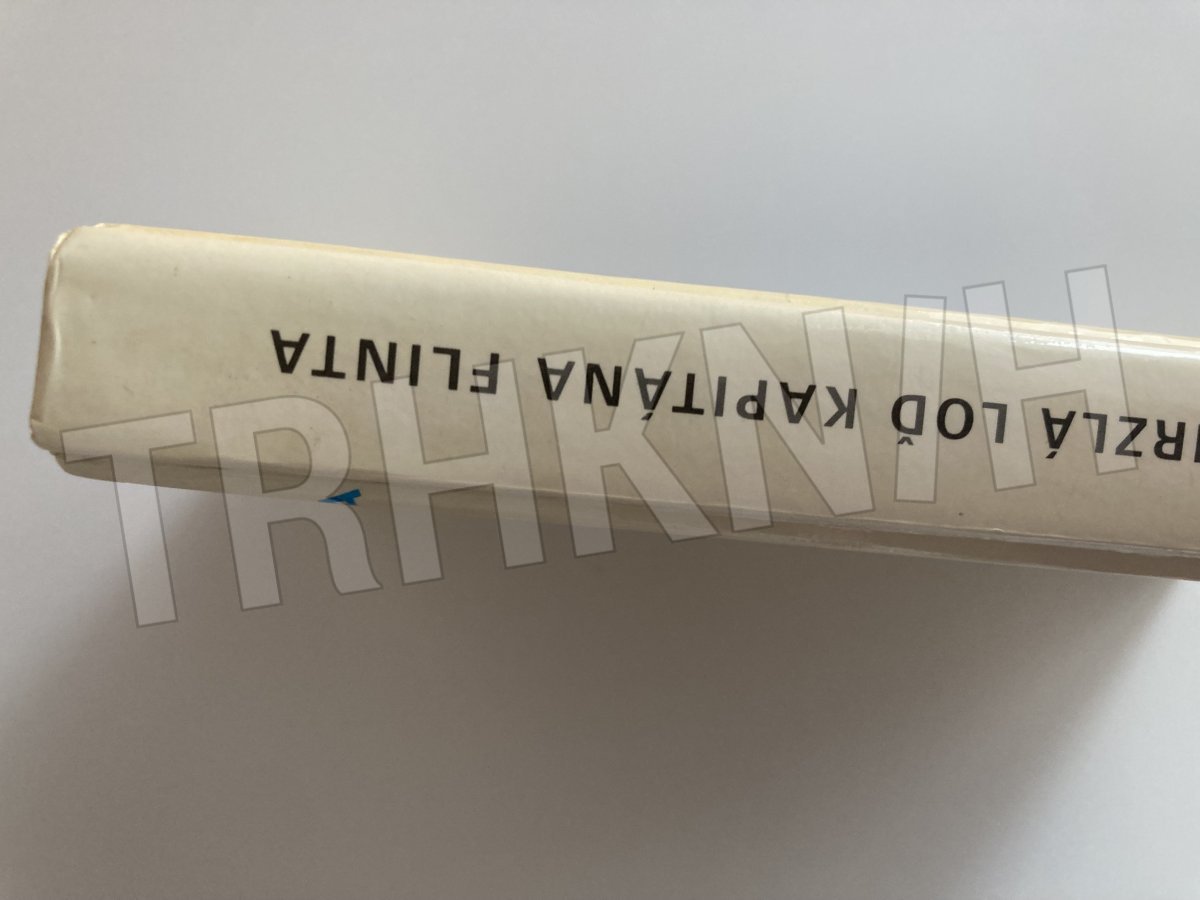 RZLÁ LOĎ KAPITÁNA FLINTA
TRHKNIH